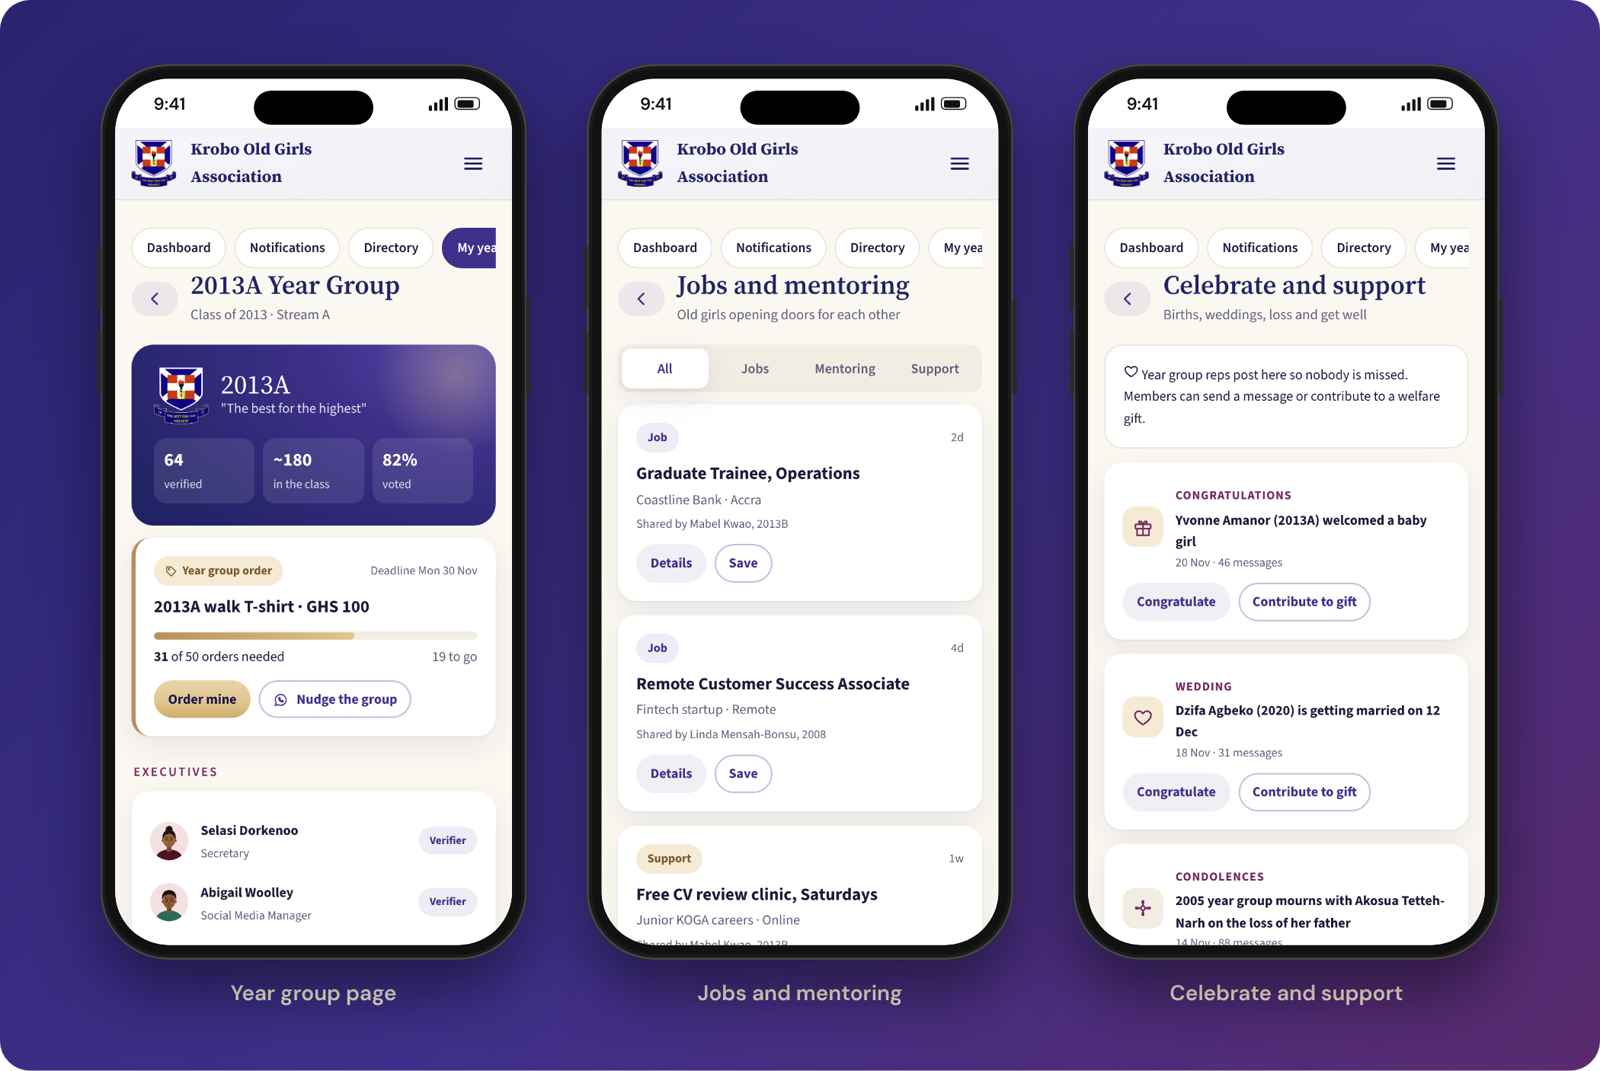 9:41
Krobo Old Girls
Association
Dashboard
Notifications
Directory
My yea
2013A Year Group
Class of 2013 · Stream A
2013A
"The best for the highest"
64
verified
~180
in the class
82%
voted
Year group order
Deadline Mon 30 Nov
2013A walk T-shirt · GHS 100
31 of 50 orders needed
19 to go
Order mine
Nudge the group
EXECUTIVES
Selasi Dorkenoo
Secretary
Verifier
Abigail Woolley
Social Media Manager
Verifier
Year group page
9:41
Krobo Old Girls
Association
Dashboard
Notifications
Directory
My yea
Jobs and mentoring
Old girls opening doors for each other
All
Jobs
Mentoring
Support
Job
2d
Graduate Trainee, Operations
Coastline Bank · Accra
Shared by Mabel Kwao, 2013B
Details
Save
Job
4d
Remote Customer Success Associate
Fintech startup · Remote
Shared by Linda Mensah-Bonsu, 2008
Details
Save
Support
1w
Free CV review clinic, Saturdays
Junior KOGA careers · Online
Shared by Mabel Kwao, 2013B
Jobs and mentoring
9:41
Krobo Old Girls
Association
Dashboard
Notifications
Directory
My yea
Celebrate and support
Births, weddings, loss and get well
Year group reps post here so nobody is missed.
Members can send a message or contribute to a welfare
gift.
CONGRATULATIONS
Yvonne Amanor (2013A) welcomed a baby
girl
20 Nov · 46 messages
Congratulate
Contribute to gift
WEDDING
Dzifa Agbeko (2020) is getting married on 12
Dec
18 Nov · 31 messages
Congratulate
Contribute to gift
CONDOLENCES
2005 year group mourns with Akosua Tetteh-
Narh on the loss of her father
14 Nov · 88 messages
Celebrate and support